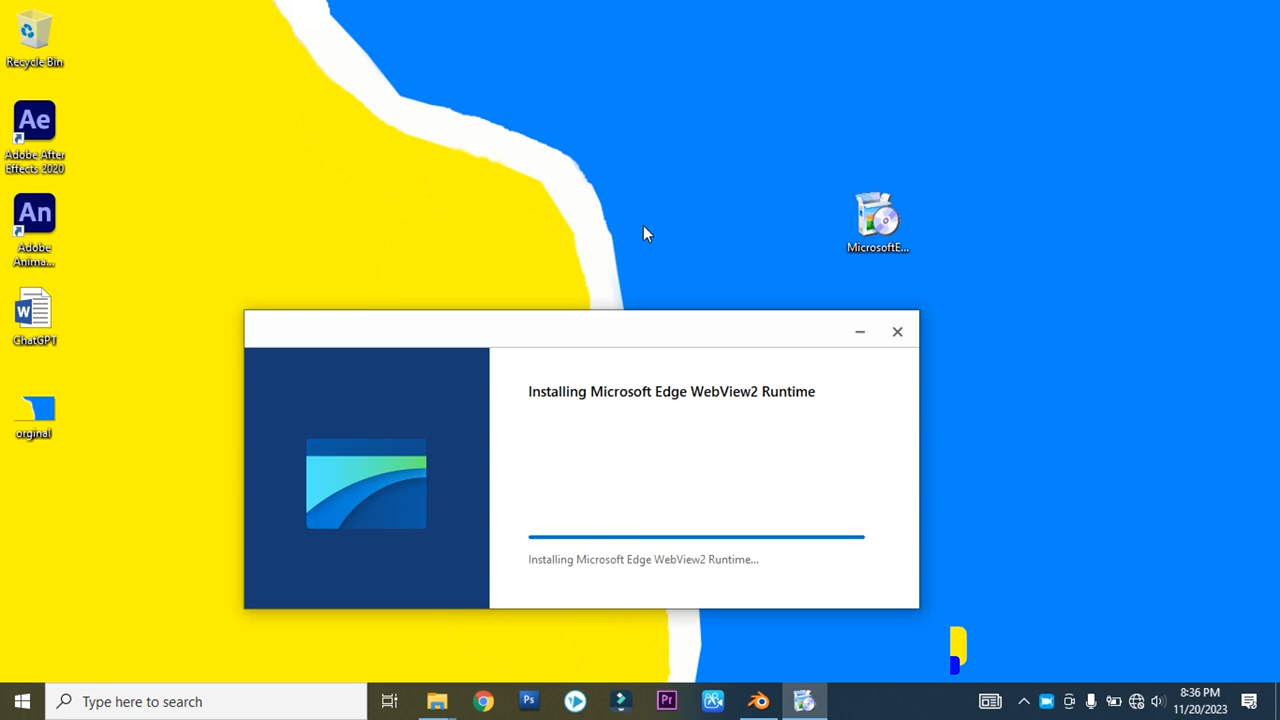 Recycle Bin
Ae
Adobe After
Effects 2020
An
Adobe
Anima...
W
ChatGPT
orginal
MicrosoftE...
Installing Microsoft Edge WebView2 Runtime
Installing Microsoft Edge WebView2 Runtime...
Type here to search
Ps
Pr
8:36 PM
11/20/2023